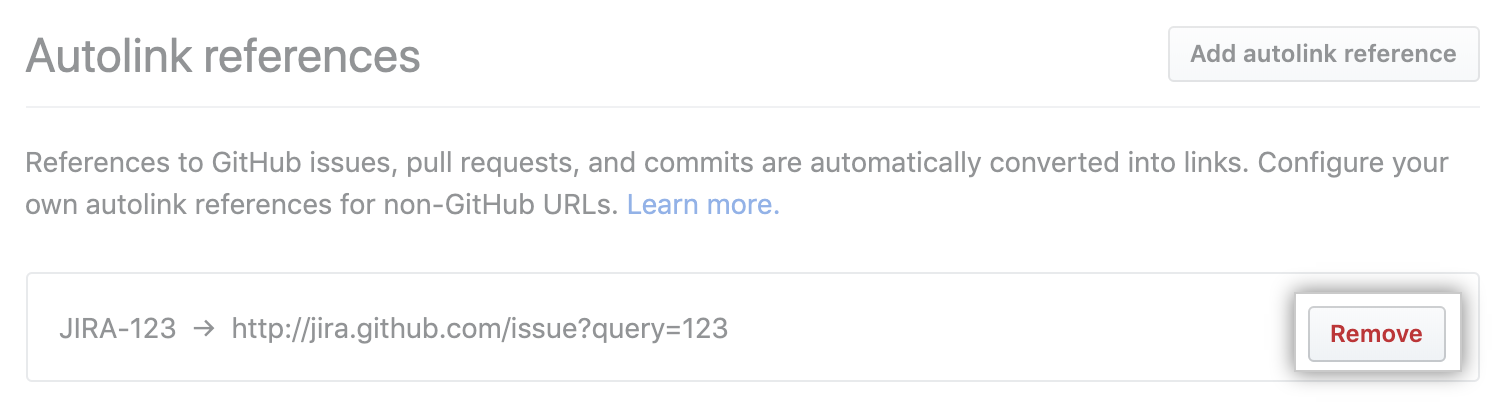 Autolink references
Add autolink reference
References to GitHub issues, pull requests, and commits are automatically converted into links. Configure your
own autolink references for non-GitHub URLs. Learn more.
JIRA-123 → http://jira.github.com/issue?query=123
Remove